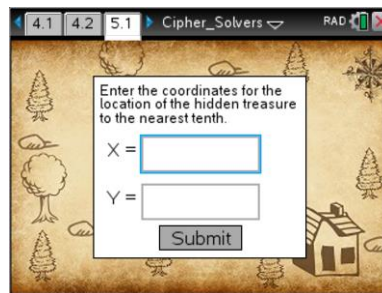 4.1 4.2 5.1 Cipher_Solvers RAD
Enter the coordinates for the
location of the hidden treasure
to the nearest tenth.
X =
Y =
Submit